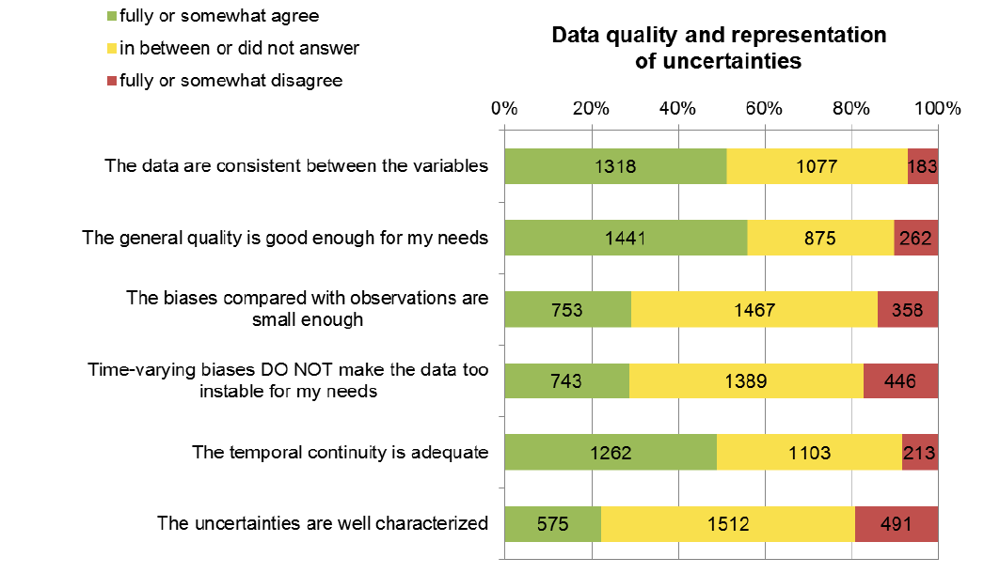 fully or somewhat agree
in between or did not answer
fully or somewhat disagree
Data quality and representation
of uncertainties
0% 20% 40% 60% 80% 100%
The data are consistent between the variables 1318 1077 183
The general quality is good enough for my needs 1441 875 262
The biases compared with observations are
small enough
753 1467 358
Time-varying biases DO NOT make the data too
instable for my needs
743 1389 446
The temporal continuity is adequate 1262 1103 213
The uncertainties are well characterized 575 1512 491